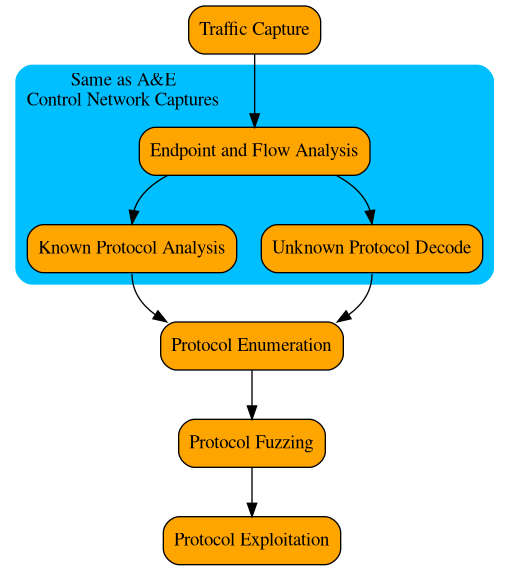 Traffic Capture
Same as A&E
Control Network Captures
Endpoint and Flow Analysis
Known Protocol Analysis
Unknown Protocol Decode
Protocol Enumeration
Protocol Fuzzing
Protocol Exploitation